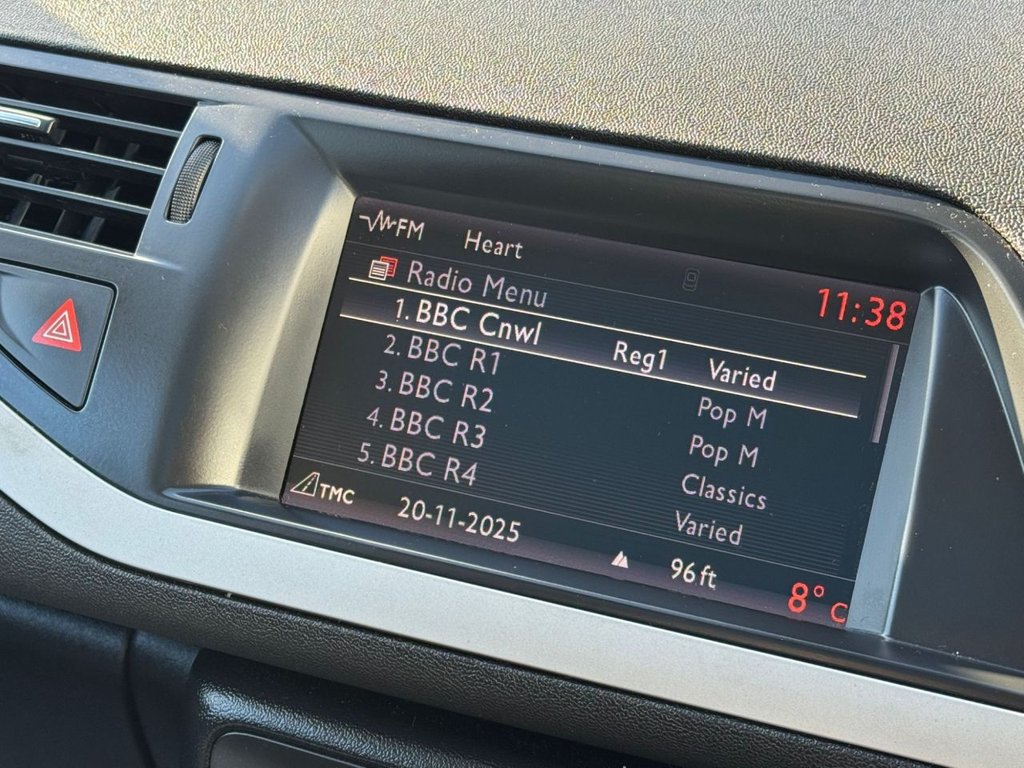 FM Heart
Radio Menu 11:38
1. BBC Cnwl Reg1 Varied
2. BBC R1 Pop M
3. BBC R2 Pop M
4. BBC R3 Classics
5. BBC R4 Varied
TMC 20-11-2025 96 ft 8° C